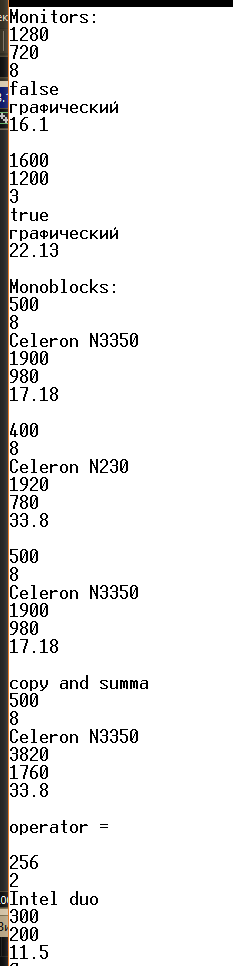 Monitors:
1280
720
8
false
графический
16.1

1600
1200
3
true
графический
22.13

Monoblocks:
500
8
Celeron N3350
1900
980
17.18

400
8
Celeron N230
1920
780
33.8

500
8
Celeron N3350
1900
980
17.18

copy and summa
500
8
Celeron N3350
3820
1760
33.8

operator =

256
2
Intel duo
300
200
11.5